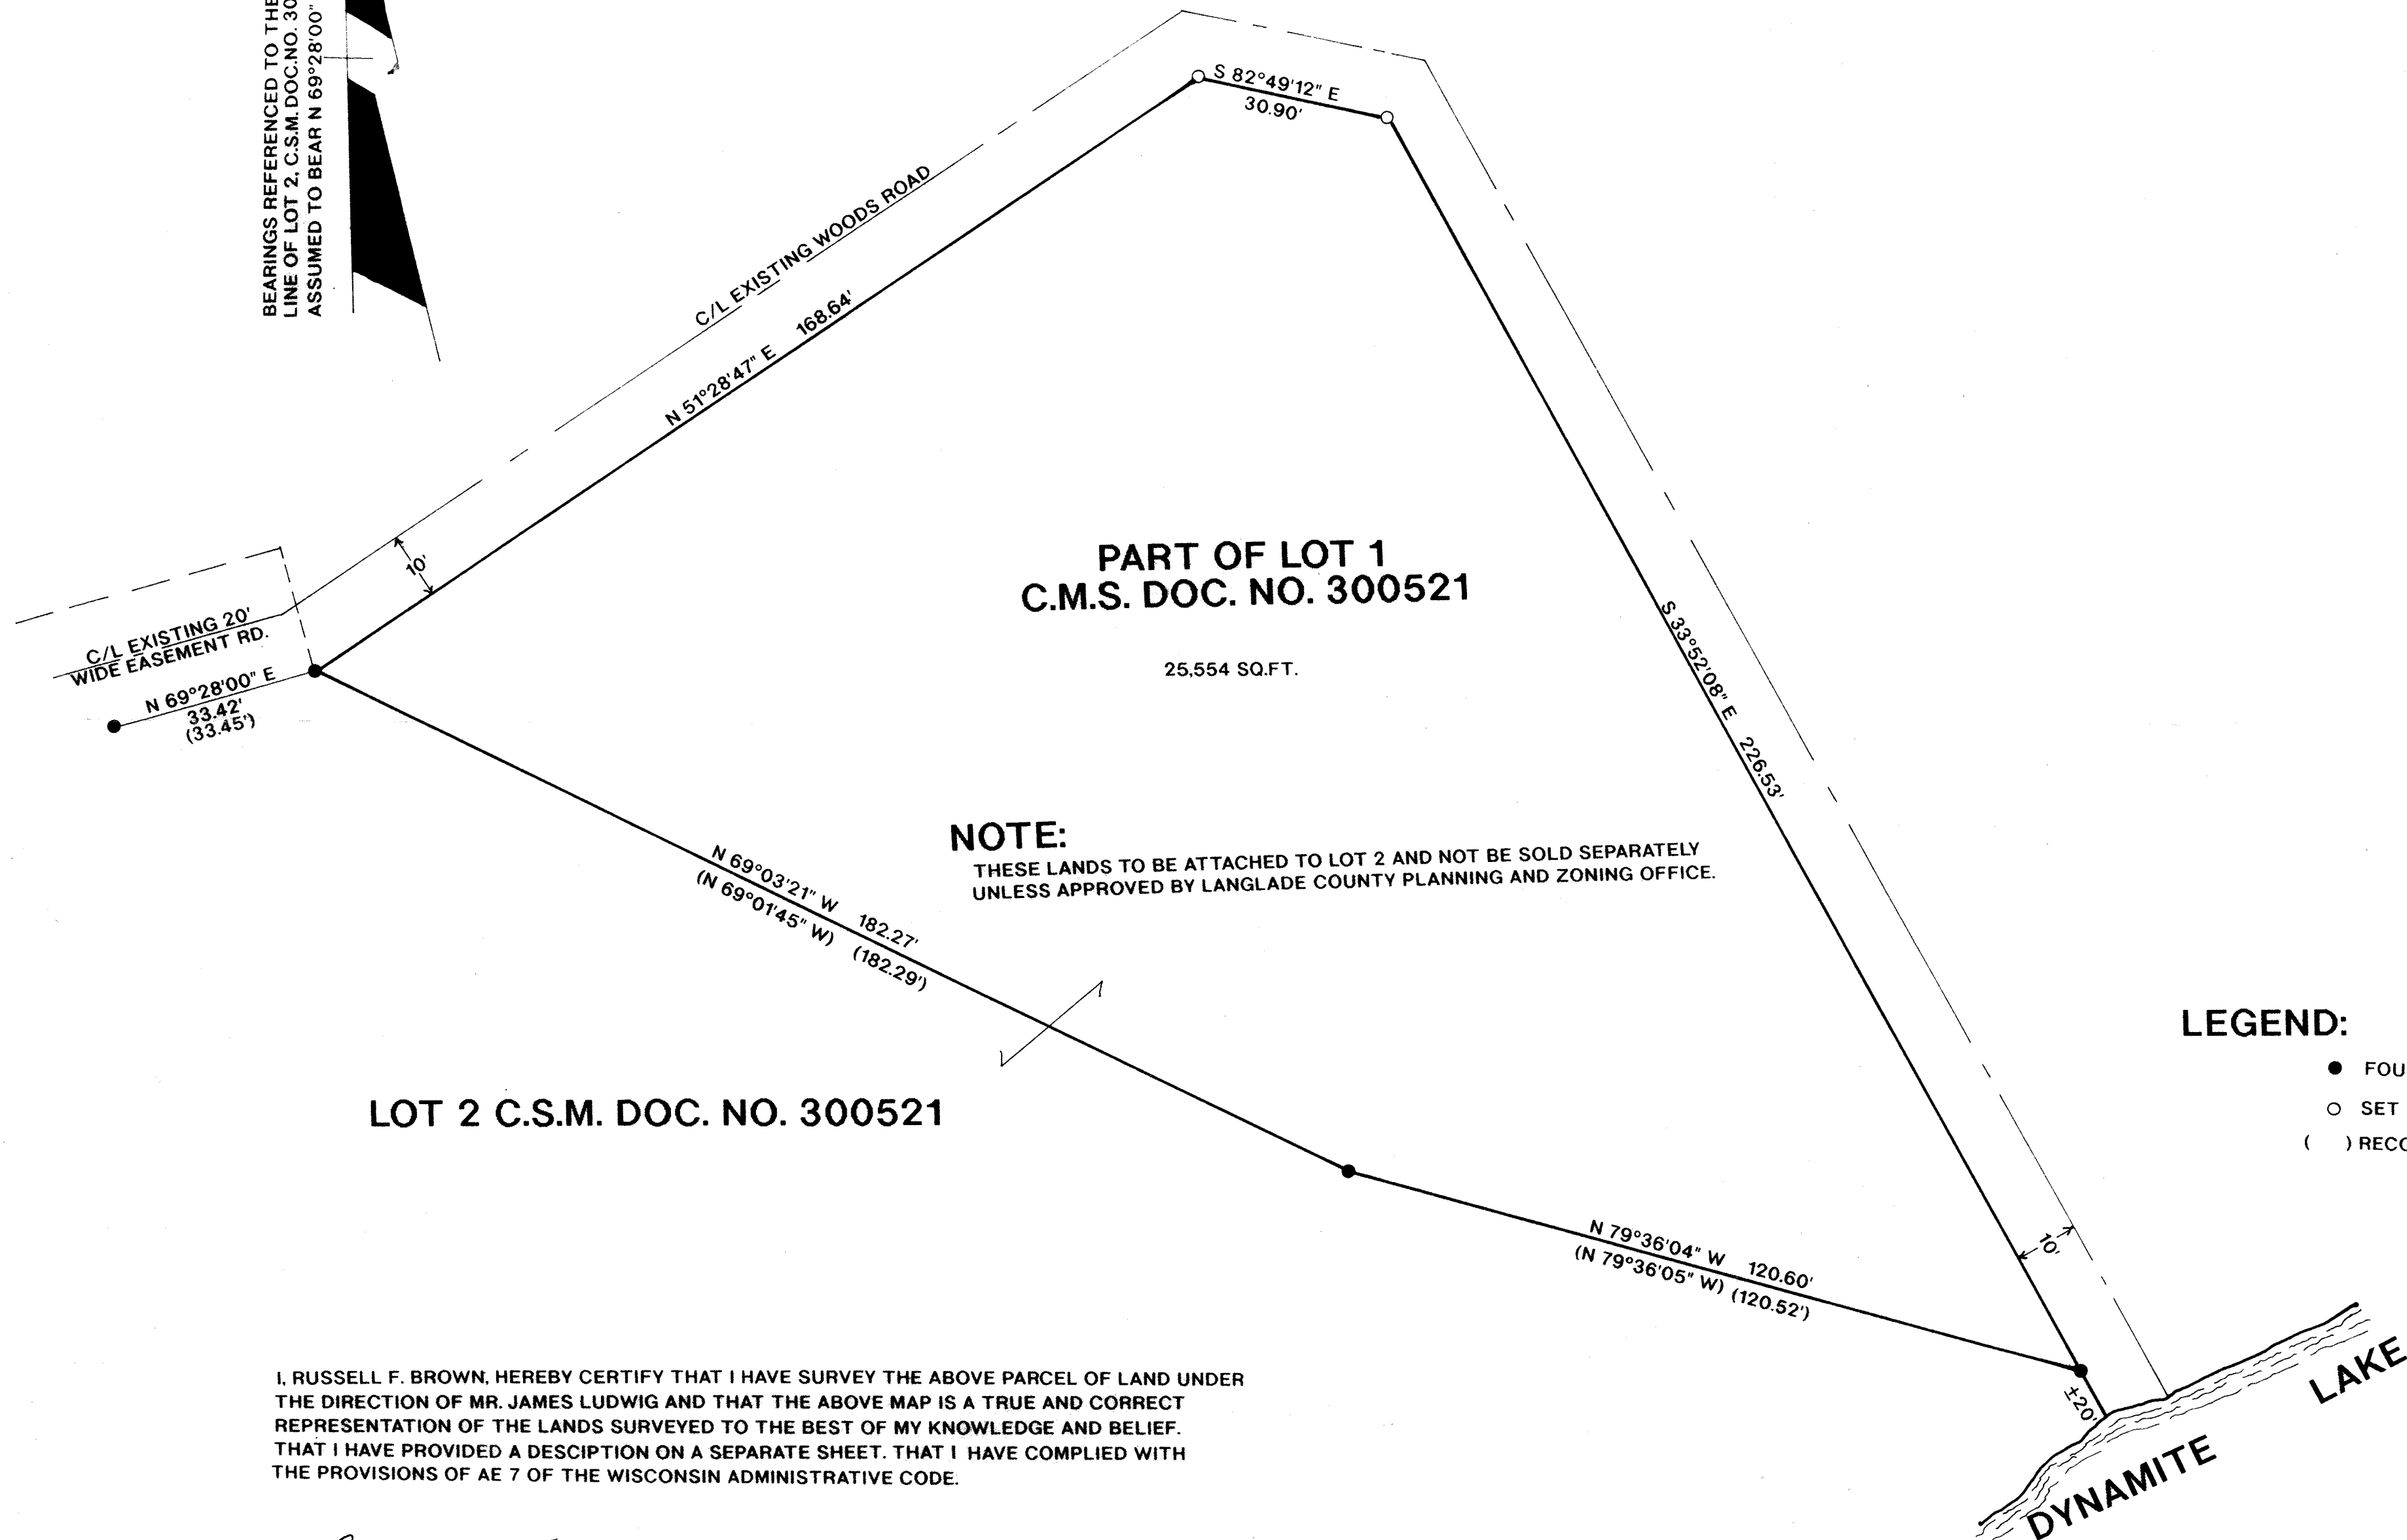 BEARINGS REFERENCED TO THE
LINE OF LOT 2, C.S.M. DOC.NO. 30
ASSUMED TO BEAR N 69°28'00"
S 82°49'12" E
30.90'
C/L EXISTING WOODS ROAD
N 51°28'47" E 168.64'
10'
C/L EXISTING 20'
WIDE EASEMENT RD.
N 69°28'00" E
33.42'
(33.45')
PART OF LOT 1
C.M.S. DOC. NO. 300521
25,554 SQ.FT.
S 33°52'08" E 226.53'
NOTE:
THESE LANDS TO BE ATTACHED TO LOT 2 AND NOT BE SOLD SEPARATELY
UNLESS APPROVED BY LANGLADE COUNTY PLANNING AND ZONING OFFICE.
N 69°03'21" W 182.27'
(N 69°01'45" W) (182.29')
LOT 2 C.S.M. DOC. NO. 300521
LEGEND:
FOU
SET
( ) RECO
N 79°36'04" W 120.60'
(N 79°36'05" W) (120.52')
10'
±20'
DYNAMITE LAKE
I, RUSSELL F. BROWN, HEREBY CERTIFY THAT I HAVE SURVEY THE ABOVE PARCEL OF LAND UNDER
THE DIRECTION OF MR. JAMES LUDWIG AND THAT THE ABOVE MAP IS A TRUE AND CORRECT
REPRESENTATION OF THE LANDS SURVEYED TO THE BEST OF MY KNOWLEDGE AND BELIEF.
THAT I HAVE PROVIDED A DESCIPTION ON A SEPARATE SHEET. THAT I HAVE COMPLIED WITH
THE PROVISIONS OF AE 7 OF THE WISCONSIN ADMINISTRATIVE CODE.